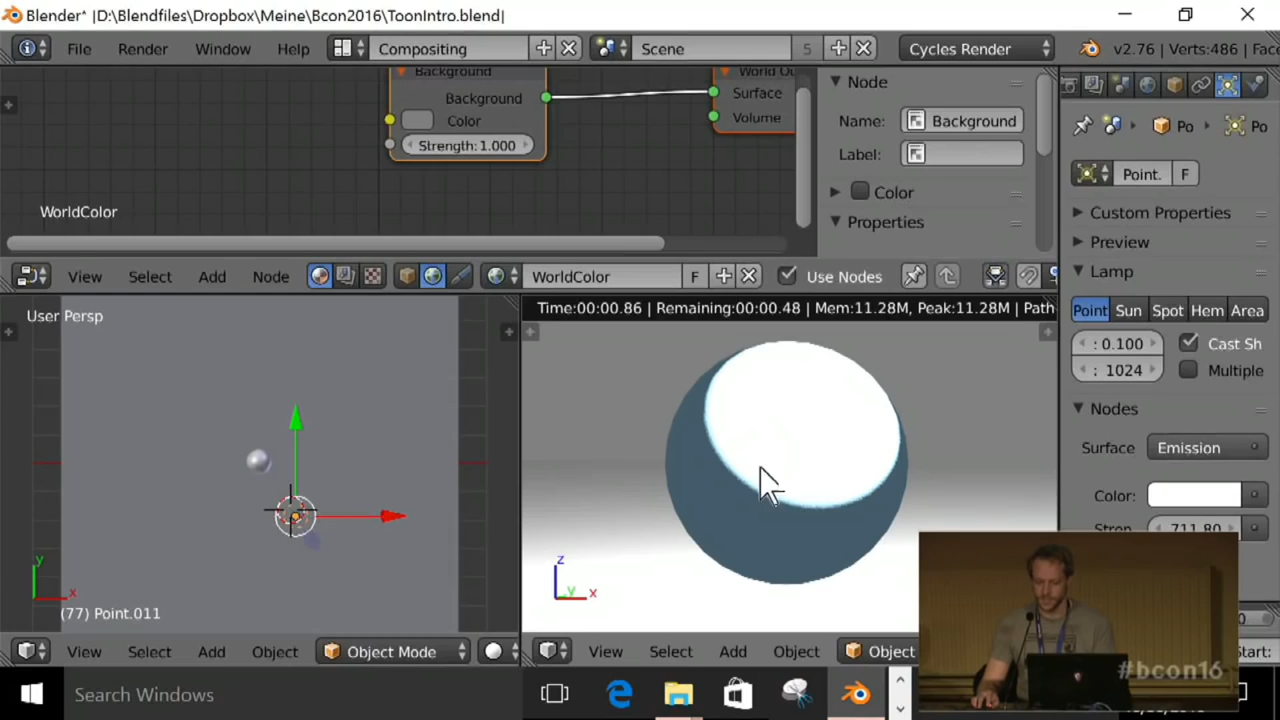 Blender* [D:\Blendfiles\Dropbox\Meine\Bcon2016\ToonIntro.blend]
File Render Window Help Compositing Scene 5 Cycles Render v2.76 | Verts:486 | Fac
Background
Background
Color
Strength:1.000
World Ou
Surface
Volume
WorldColor
Node
Name: Background
Label:
Color
Properties
Po Po
Point. F
Custom Properties
Preview
Lamp
Point Sun Spot Hem Area
: 0.100 Cast Sh
: 1024 Multiple
Nodes
Surface Emission
Color:
Stren 711.80
View Select Add Node WorldColor F Use Nodes
User Persp
y
x
(77) Point.011
Time:00:00.86 | Remaining:00:00.48 | Mem:11.28M, Peak:11.28M | Path
z
y
x
#bcon16
0
Start:
View Select Add Object Object Mode
View Select Add Object Object
Search Windows